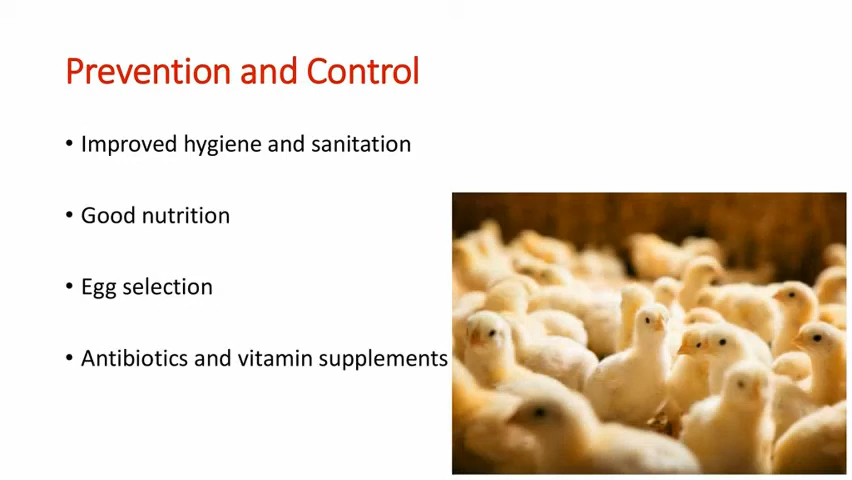 Prevention and Control
• Improved hygiene and sanitation
• Good nutrition
• Egg selection
• Antibiotics and vitamin supplements